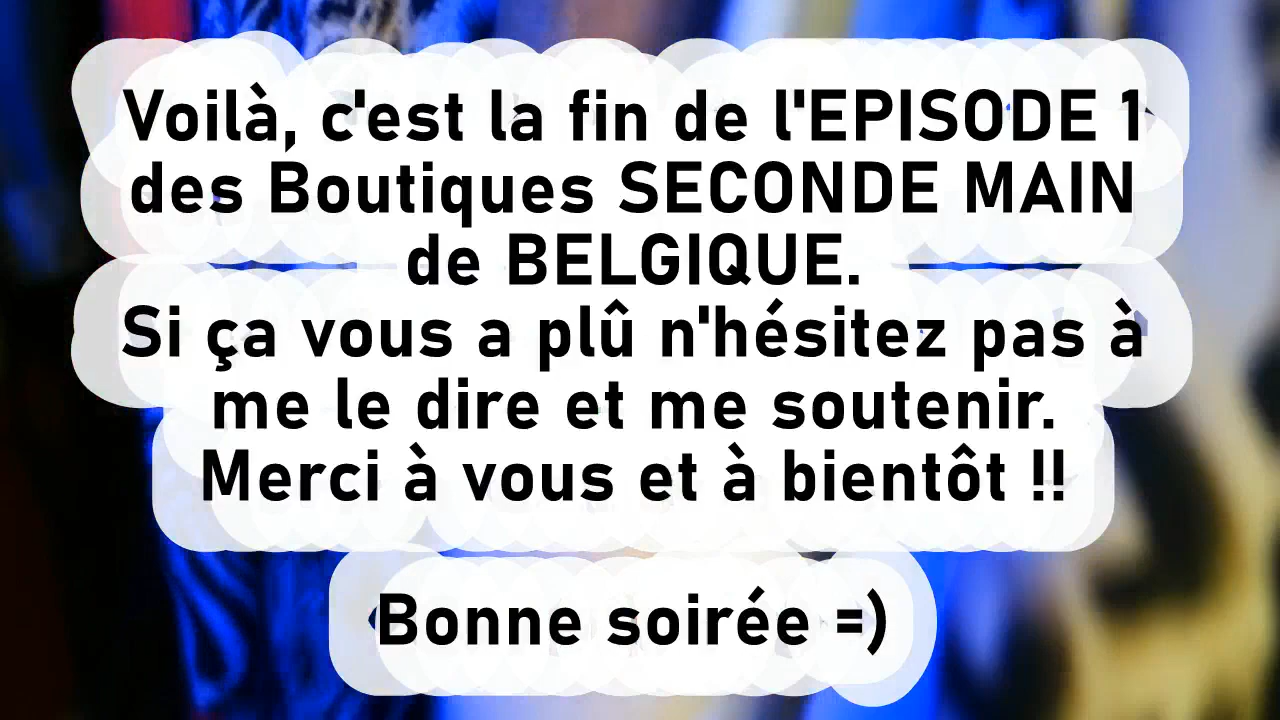 Voilà, c'est la fin de l'EPISODE 1
des Boutiques SECONDE MAIN
de BELGIQUE.
Si ça vous a plû n'hésitez pas à
me le dire et me soutenir.
Merci à vous et à bientôt !!
Bonne soirée =)